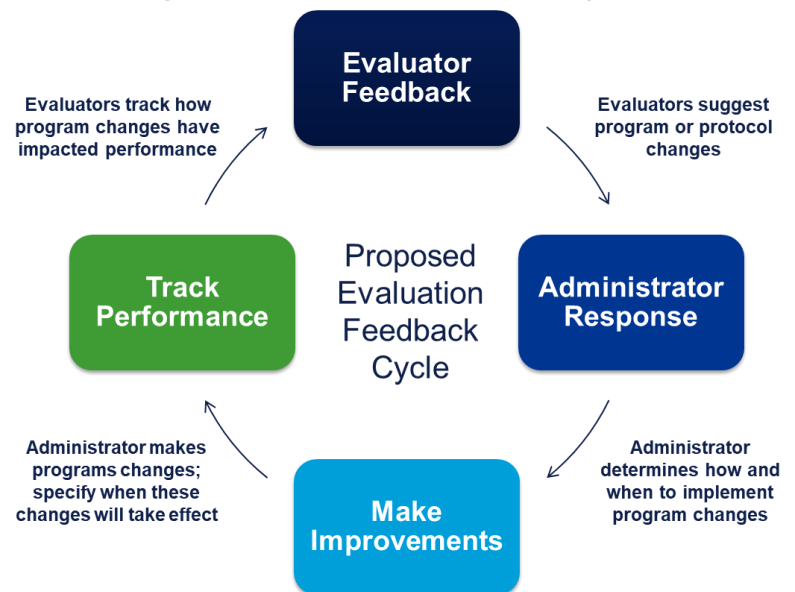 Evaluator
Feedback
Evaluators track how
program changes have
impacted performance
Evaluators suggest
program or protocol
changes
Track
Performance
Proposed
Evaluation
Feedback
Cycle
Administrator
Response
Administrator makes
programs changes;
specify when these
changes will take effect
Make
Improvements
Administrator
determines how and
when to implement
program changes